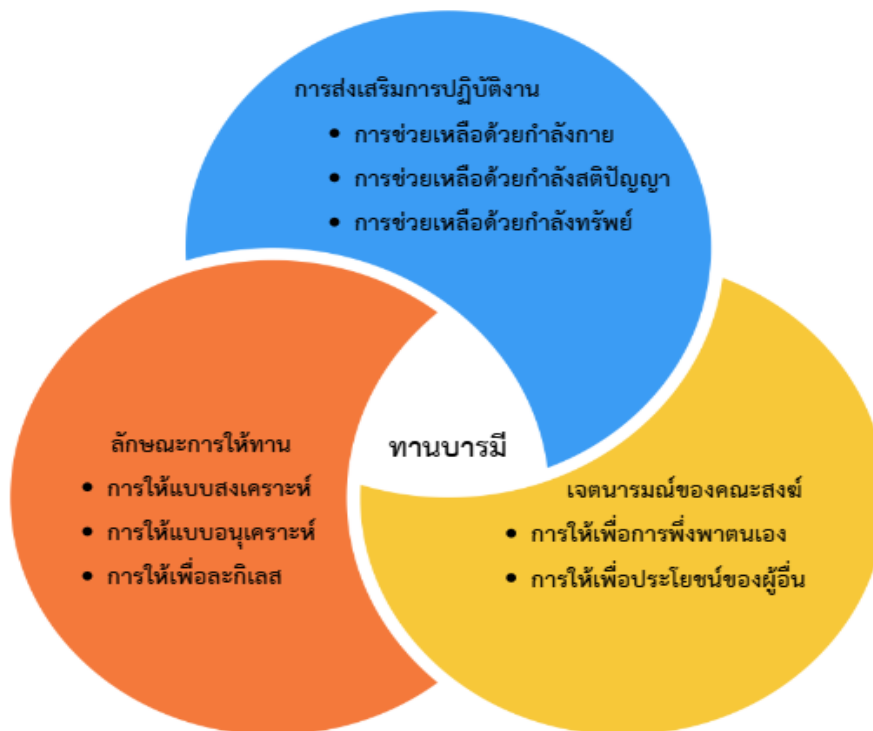 การส่งเสริมการปฏิบัติงาน
• การช่วยเหลือด้วยกำลังกาย
• การช่วยเหลือด้วยกำลังสติปัญญา
• การช่วยเหลือด้วยกำลังทรัพย์
ทานบารมี
ลักษณะการให้ทาน
• การให้แบบสงเคราะห์
• การให้แบบอนุเคราะห์
• การให้เพื่อละกิเลส
เจตนารมณ์ของคณะสงฆ์
• การให้เพื่อการพึ่งพาตนเอง
• การให้เพื่อประโยชน์ของผู้อื่น